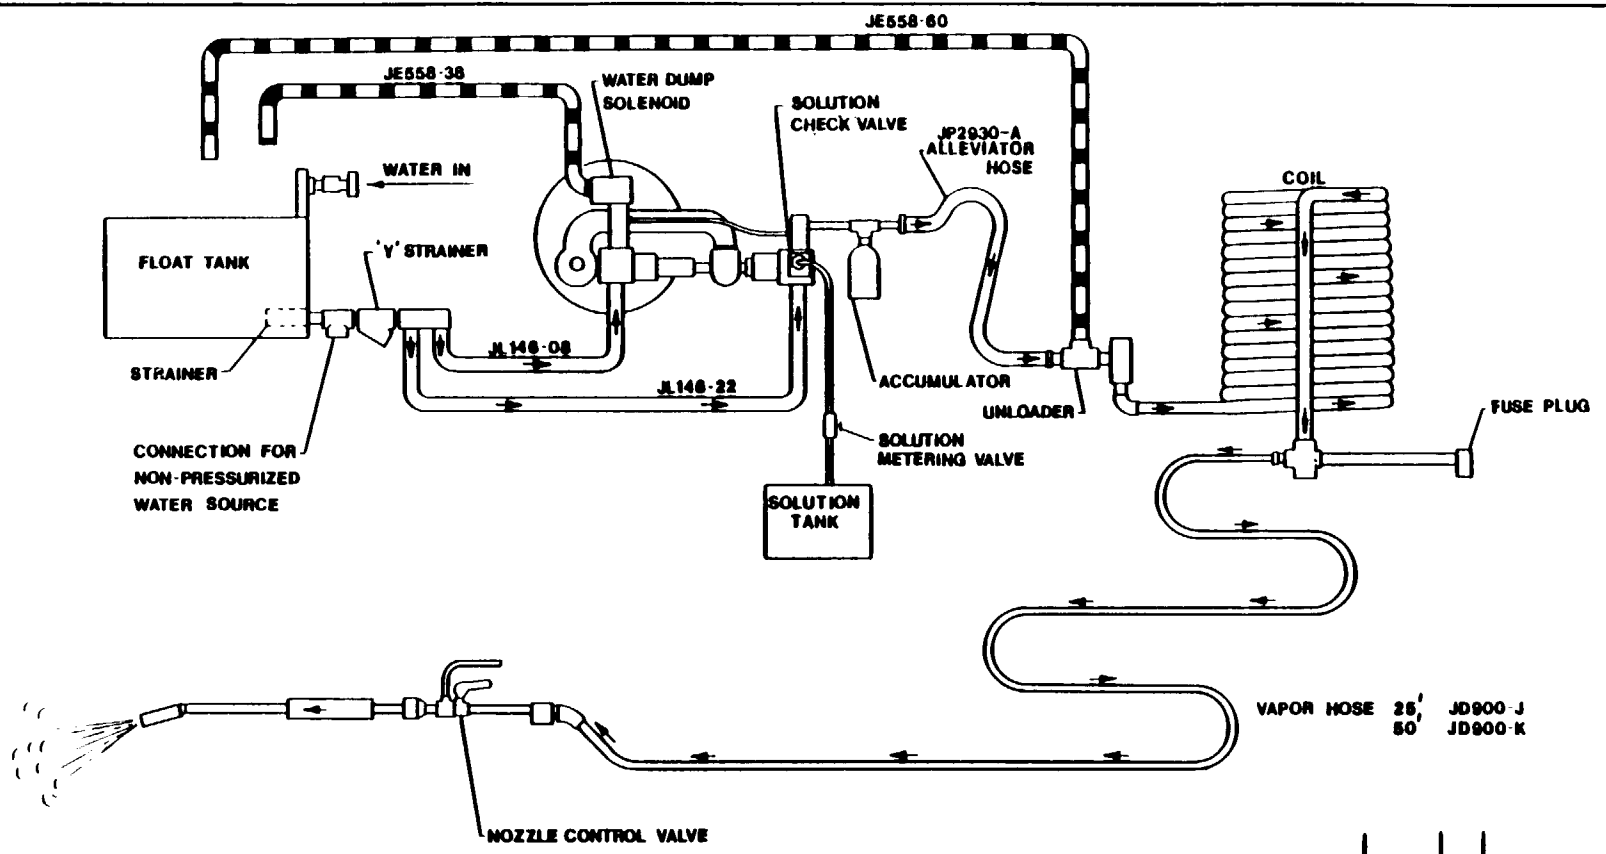 JE558-60
JE558-38
WATER DUMP
SOLENOID
SOLUTION
CHECK VALVE
JP2930-A
ALLEVIATOR
HOSE
WATER IN
COIL
'Y' STRAINER
FLOAT TANK
JL146-08
STRAINER
JL146-22
ACCUMULATOR
UNLOADER
FUSE PLUG
CONNECTION FOR
NON-PRESSURIZED
WATER SOURCE
SOLUTION
METERING VALVE
SOLUTION
TANK
VAPOR HOSE 25' JD900-J
50' JD900-K
NOZZLE CONTROL VALVE